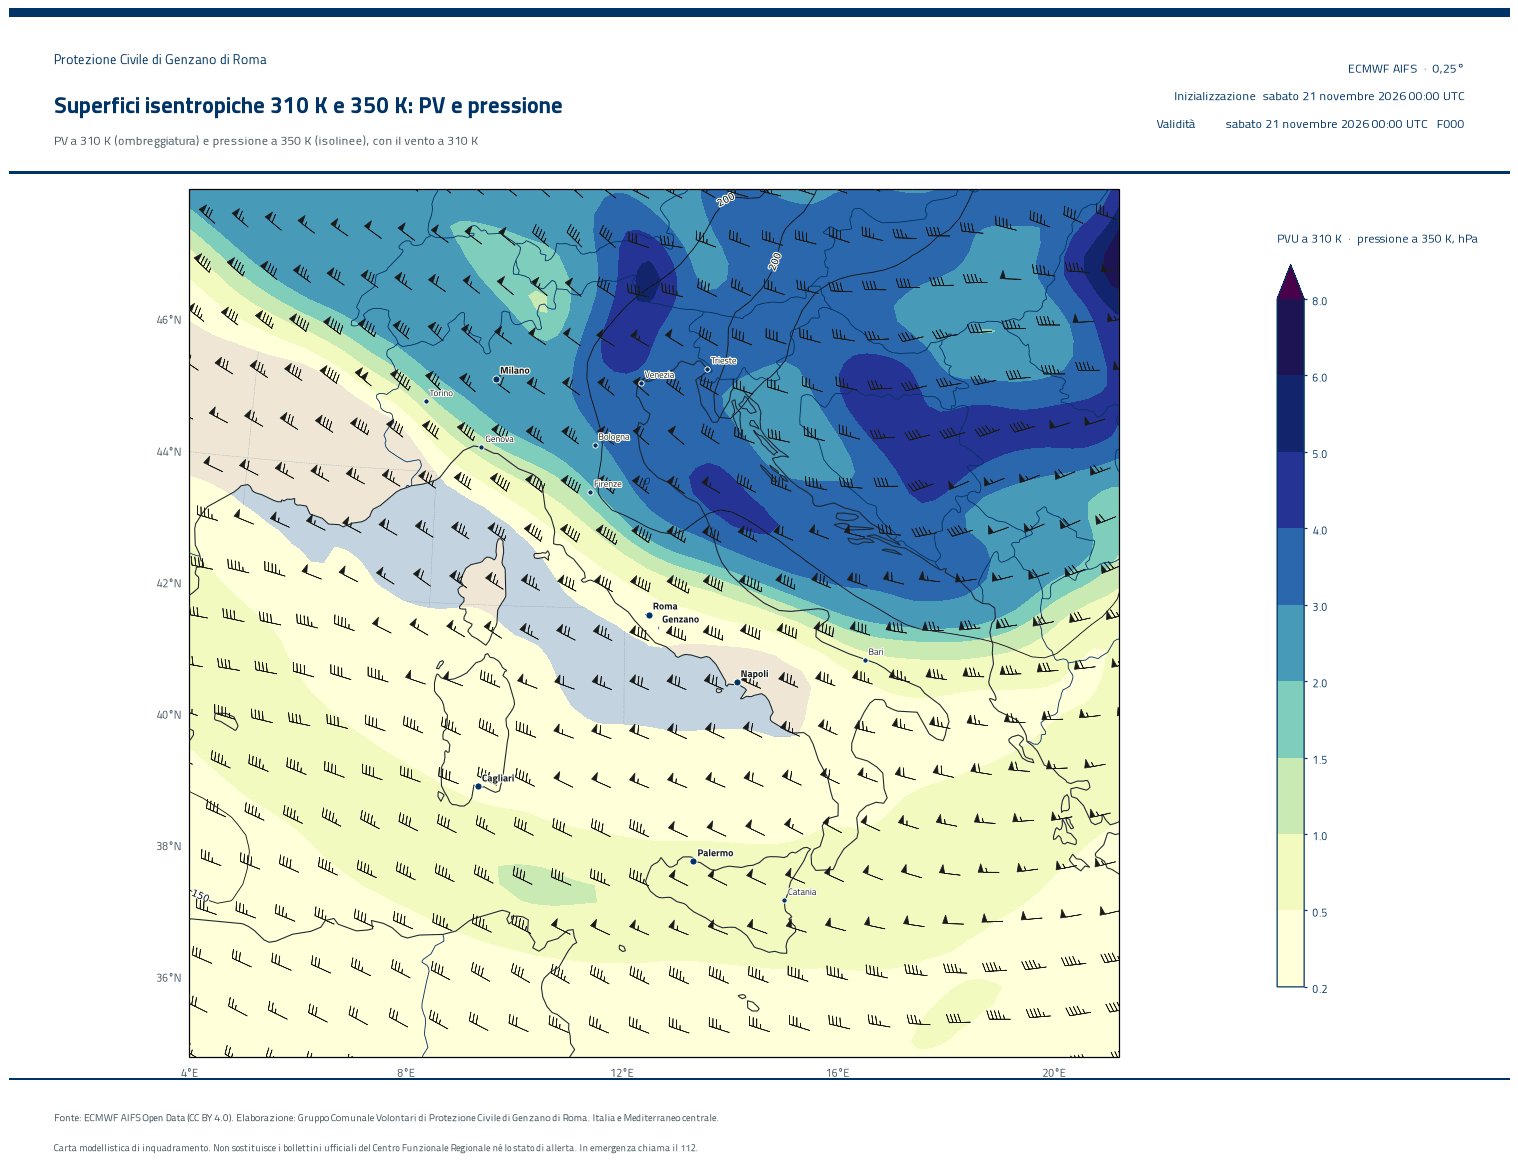 Protezione Civile di Genzano di Roma
Superfici isentropiche 310 K e 350 K: PV e pressione
PV a 310 K (ombreggiatura) e pressione a 350 K (isolinee), con il vento a 310 K
ECMWF AIFS · 0,25°
Inizializzazione sabato 21 novembre 2026 00:00 UTC
Validità sabato 21 novembre 2026 00:00 UTC F000
PVU a 310 K · pressione a 350 K, hPa
8.0
6.0
5.0
4.0
3.0
2.0
1.5
1.0
0.5
0.2
46°N
44°N
42°N
40°N
38°N
36°N
4°E
8°E
12°E
16°E
20°E
200
200
150
Milano
Torino
Venezia
Trieste
Genova
Bologna
Firenze
Roma
Genzano
Napoli
Bari
Cagliari
Palermo
Catania
Fonte: ECMWF AIFS Open Data (CC BY 4.0). Elaborazione: Gruppo Comunale Volontari di Protezione Civile di Genzano di Roma. Italia e Mediterraneo centrale.
Carta modellistica di inquadramento. Non sostituisce i bollettini ufficiali del Centro Funzionale Regionale né lo stato di allerta. In emergenza chiama il 112.